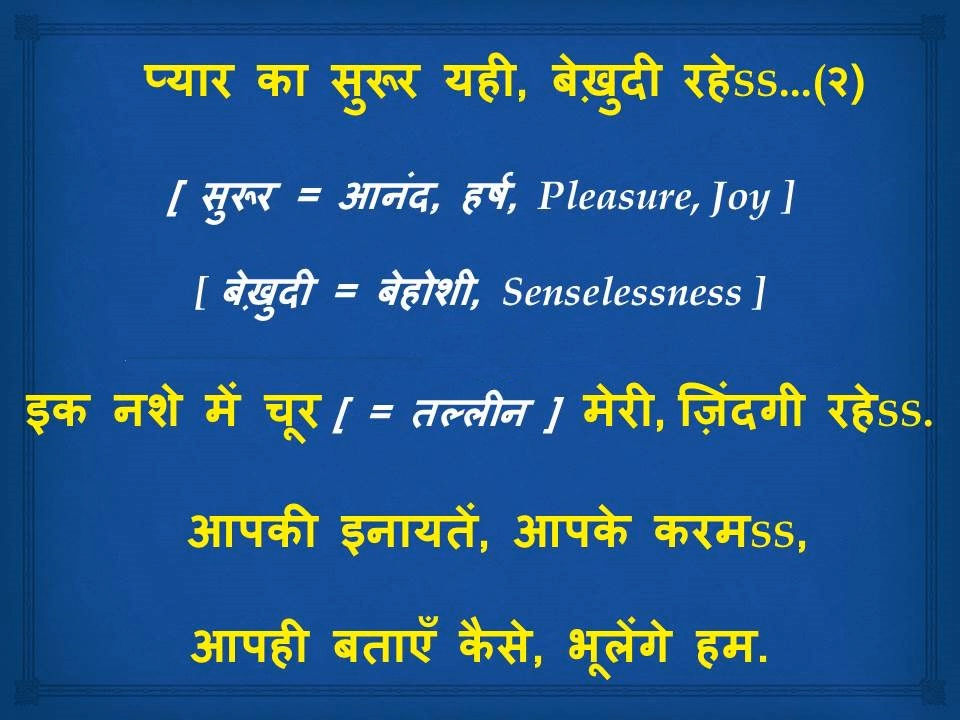 प्यार का सुरूर यही, बेख़ुदी रहेSS...(२)
[ सुरूर = आनंद, हर्ष, Pleasure, Joy ]
[ बेख़ुदी = बेहोशी, Senselessness ]
इक नशे में चूर [ = तल्लीन ] मेरी, ज़िंदगी रहेSS.
आपकी इनायतें, आपके करमSS,
आपही बताएँ कैसे, भूलेंगे हम.